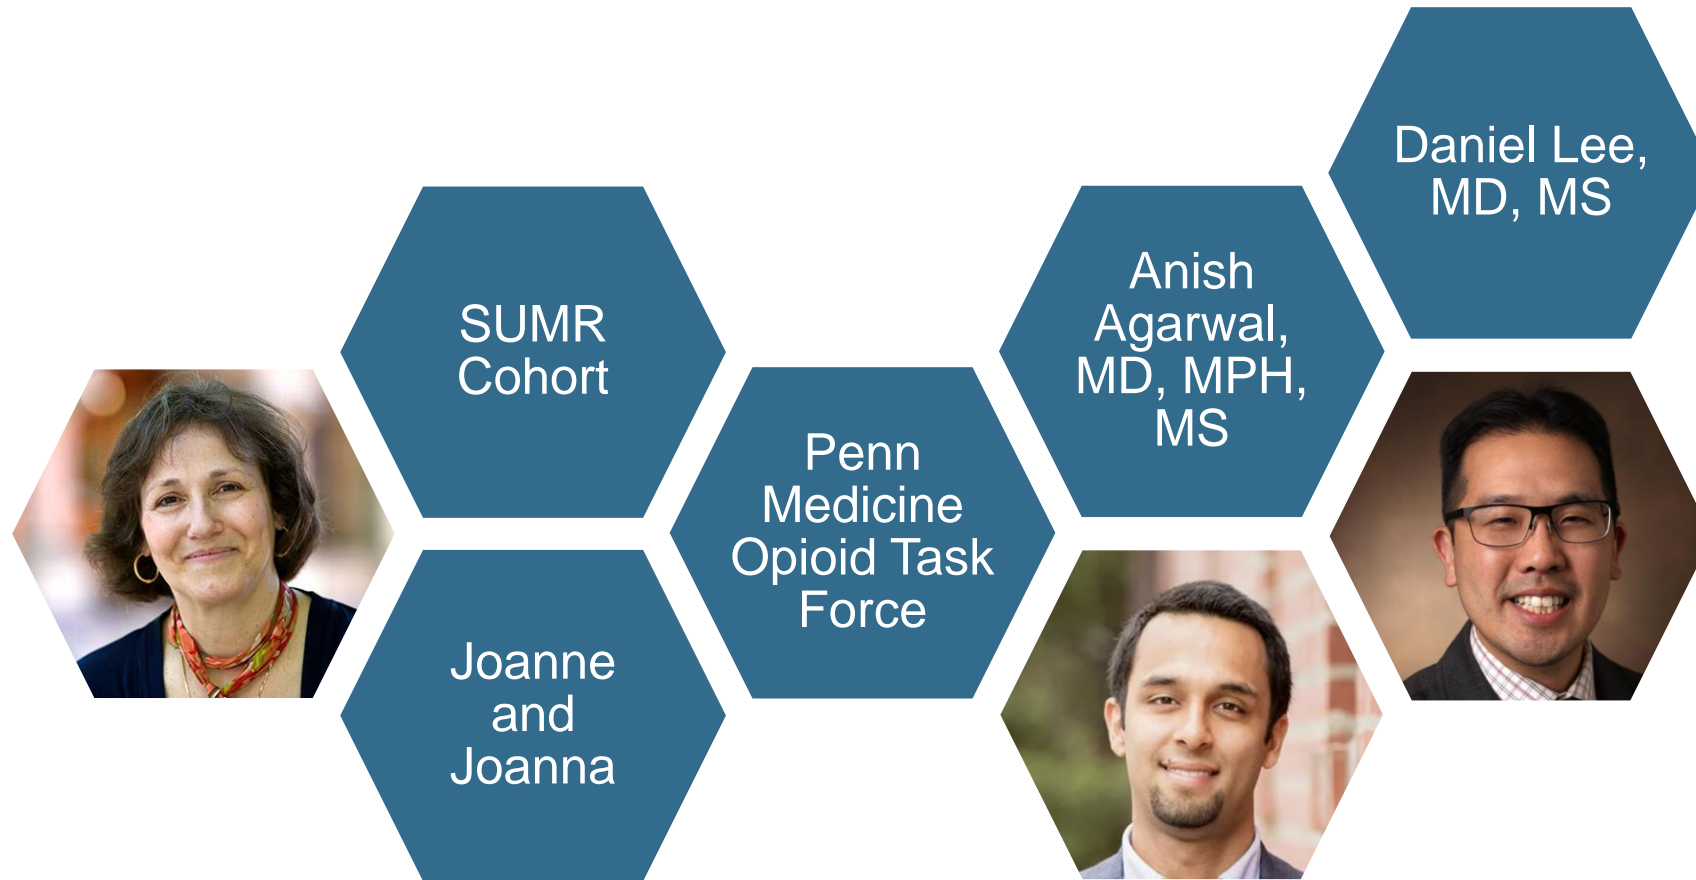 SUMR
Cohort
Joanne
and
Joanna
Penn
Medicine
Opioid Task
Force
Anish
Agarwal,
MD, MPH,
MS
Daniel Lee,
MD, MS